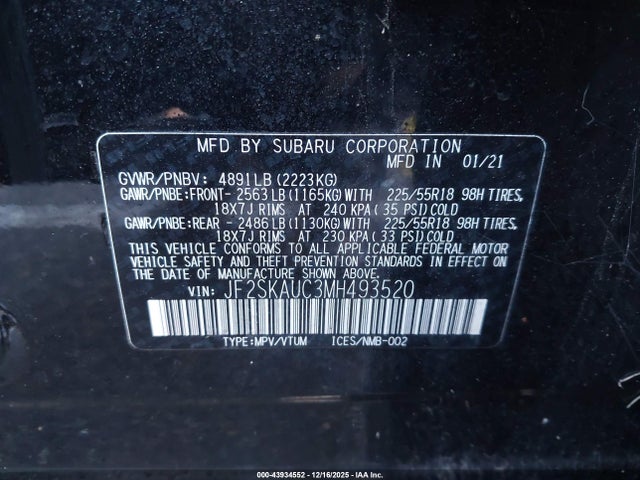 MFD BY SUBARU CORPORATION
MFD IN 01/21
GVWR/PNBV: 4891LB (2223KG)
GAWR/PNBE:FRONT- 2563LB (1165KG)WITH 225/55R18 98H TIRES,
18X7J RIMS AT 240 KPA (35 PSI)COLD
GAWR/PNBE:REAR - 2486LB (1130KG)WITH 225/55R18 98H TIRES,
18X7J RIMS AT 230 KPA (33 PSI)COLD
THIS VEHICLE CONFORMS TO ALL APPLICABLE FEDERAL MOTOR
VEHICLE SAFETY AND THEFT PREVENTION STANDARDS IN EFFECT
ON THE DATE OF MANUFACTURE SHOWN ABOVE.
VIN: JF2SKAUC3MH493520
TYPE:MPV/VTUM ICES/NMB-002
000-43934552 - 12/16/2025 - IAA Inc.